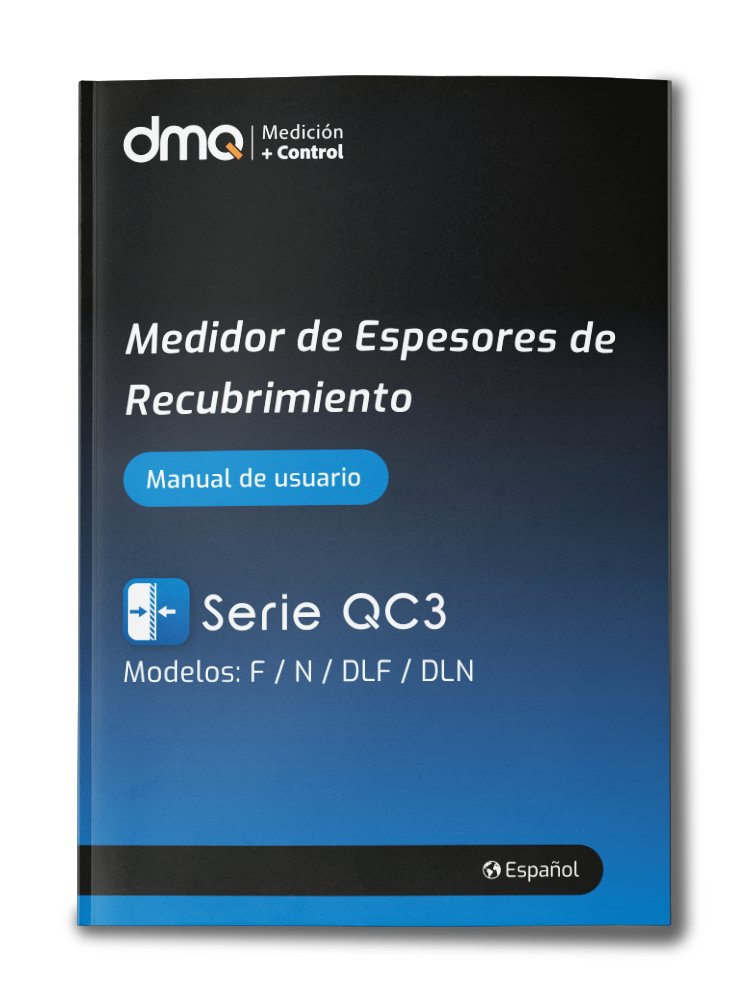 dmq
Medición
+ Control
Medidor de Espesores de
Recubrimiento
Manual de usuario
Serie QC3
Modelos: F / N / DLF / DLN
Español